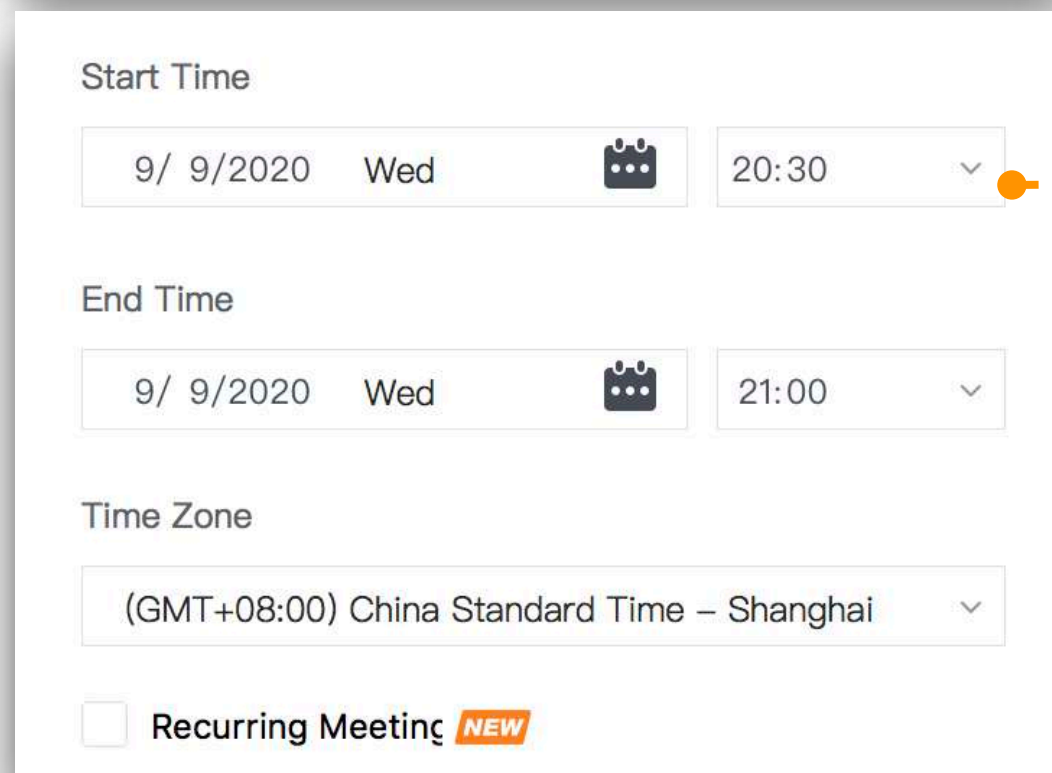 Start Time
9/ 9/2020 Wed 20:30
End Time
9/ 9/2020 Wed 21:00
Time Zone
(GMT+08:00) China Standard Time – Shanghai
Recurring Meeting NEW